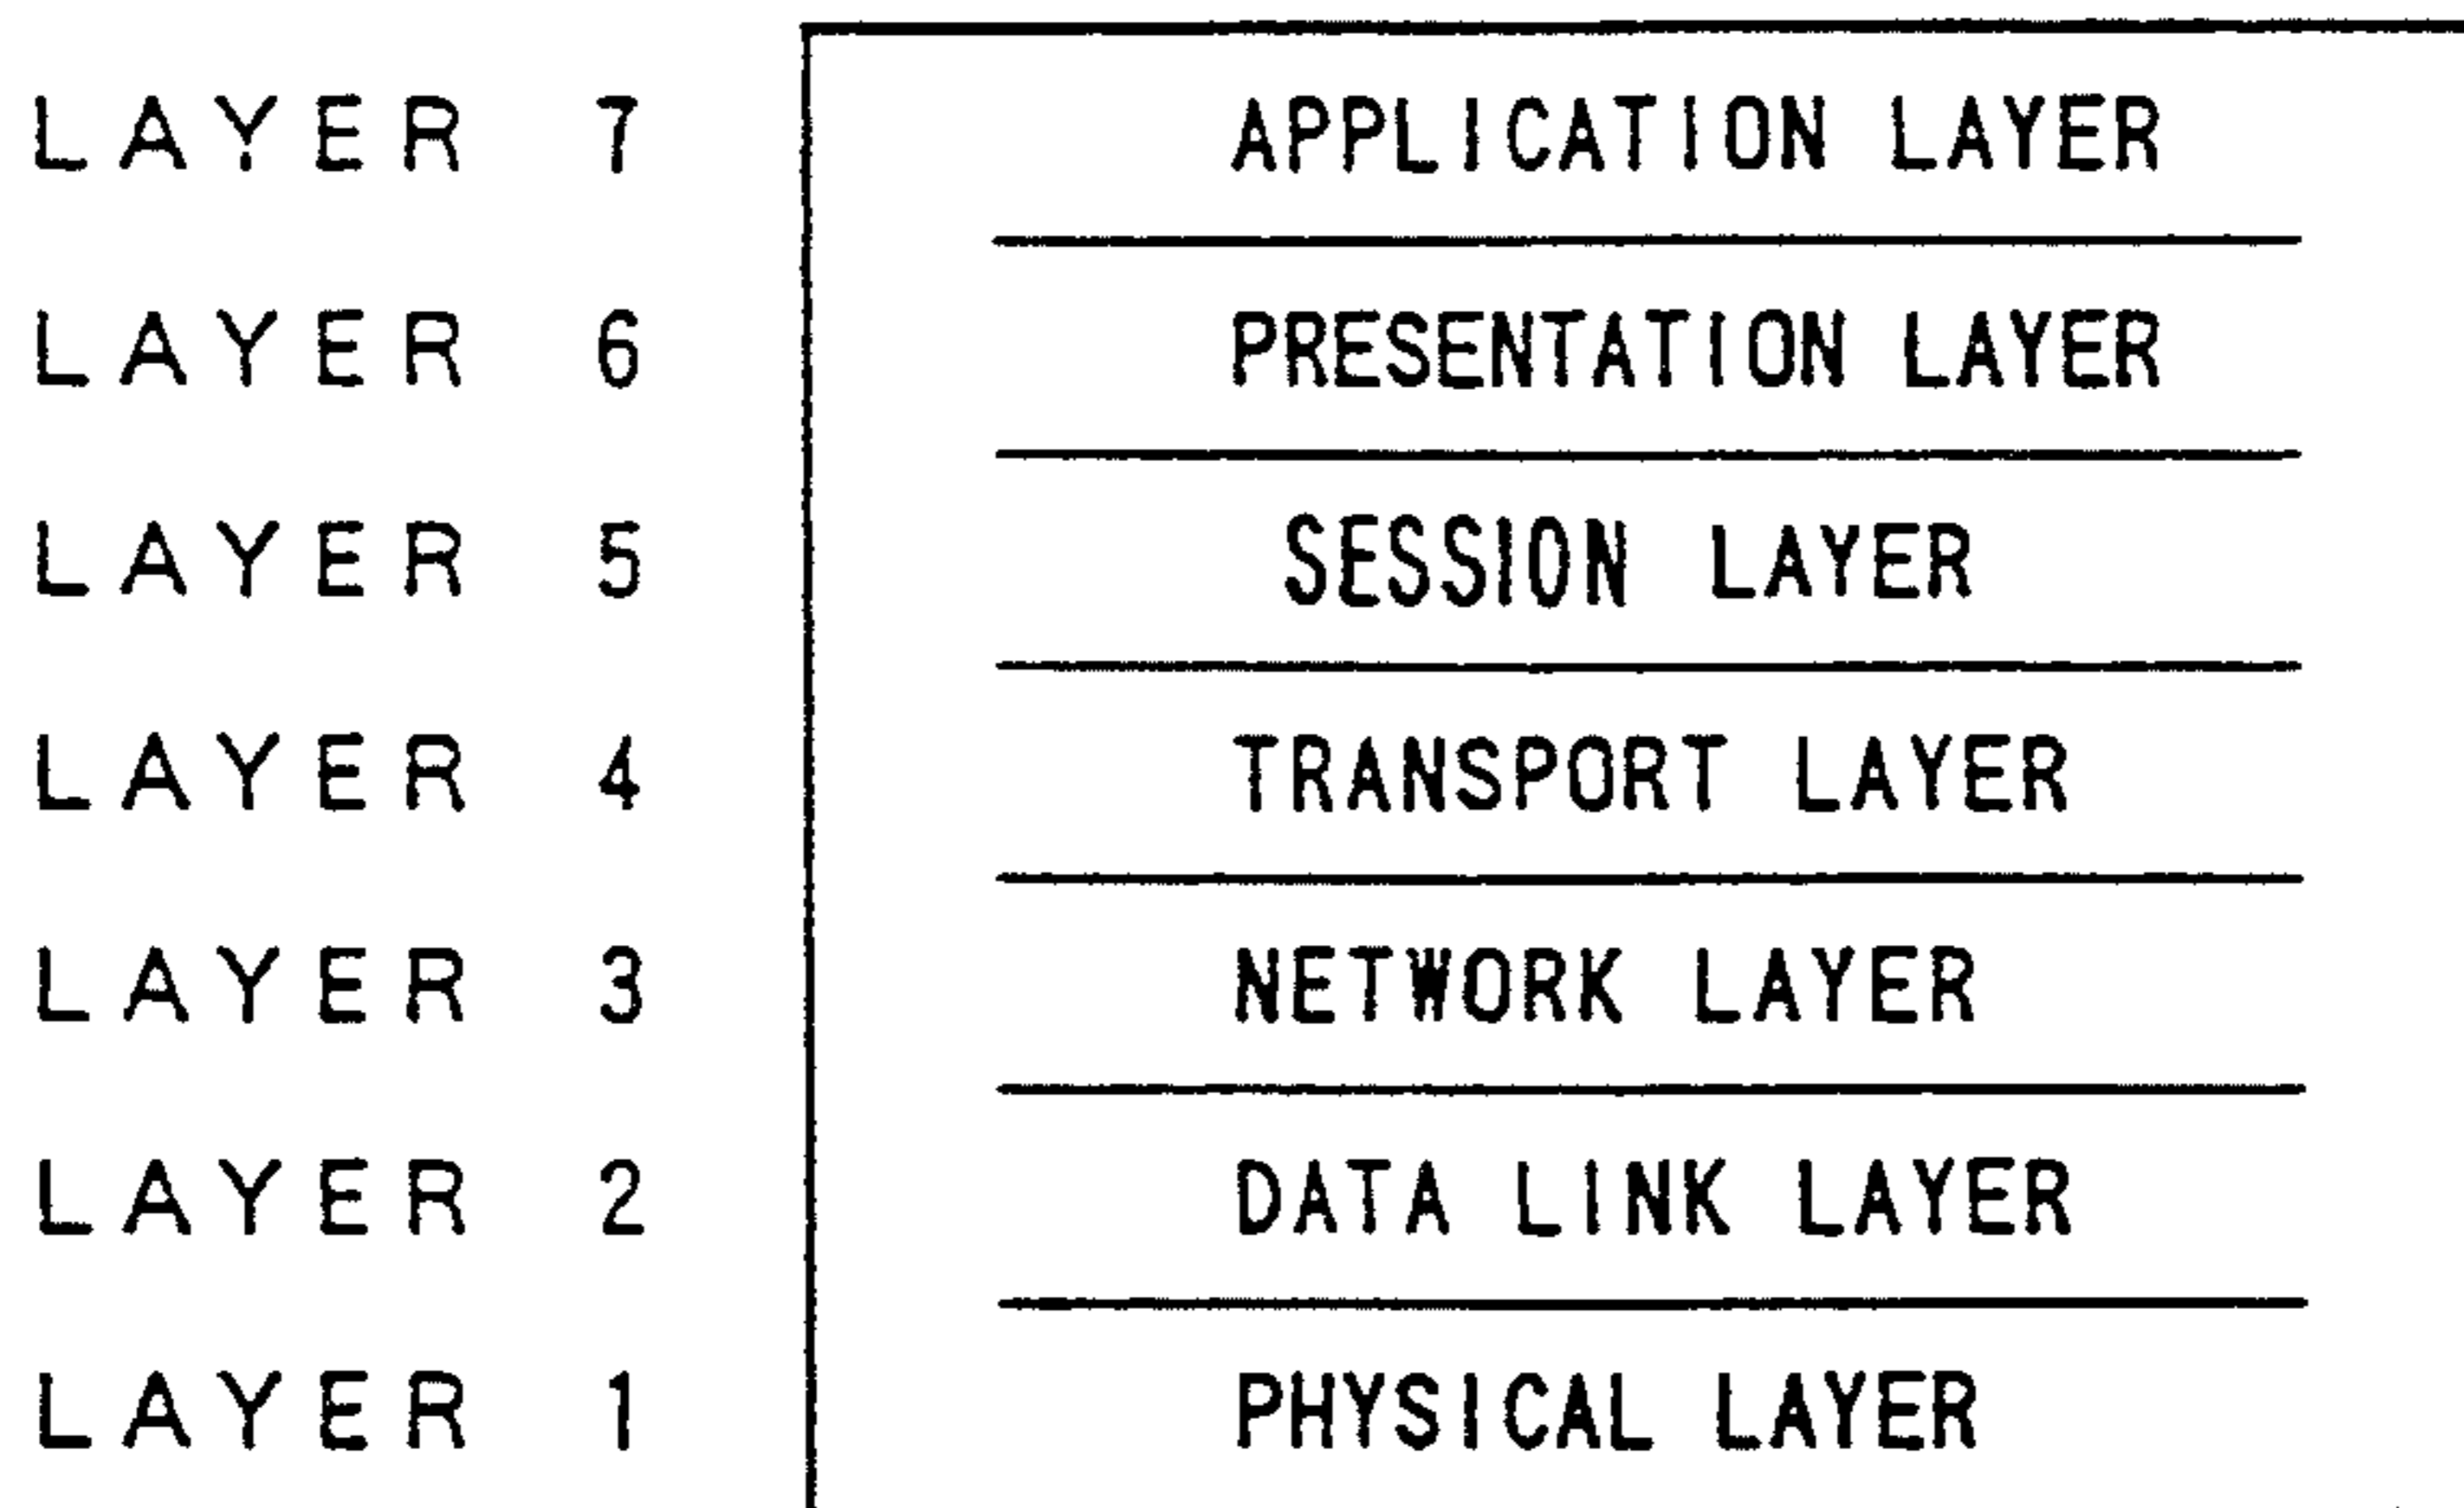 LAYER 7 APPLICATION LAYER
LAYER 6 PRESENTATION LAYER
LAYER 5 SESSION LAYER
LAYER 4 TRANSPORT LAYER
LAYER 3 NETWORK LAYER
LAYER 2 DATA LINK LAYER
LAYER 1 PHYSICAL LAYER